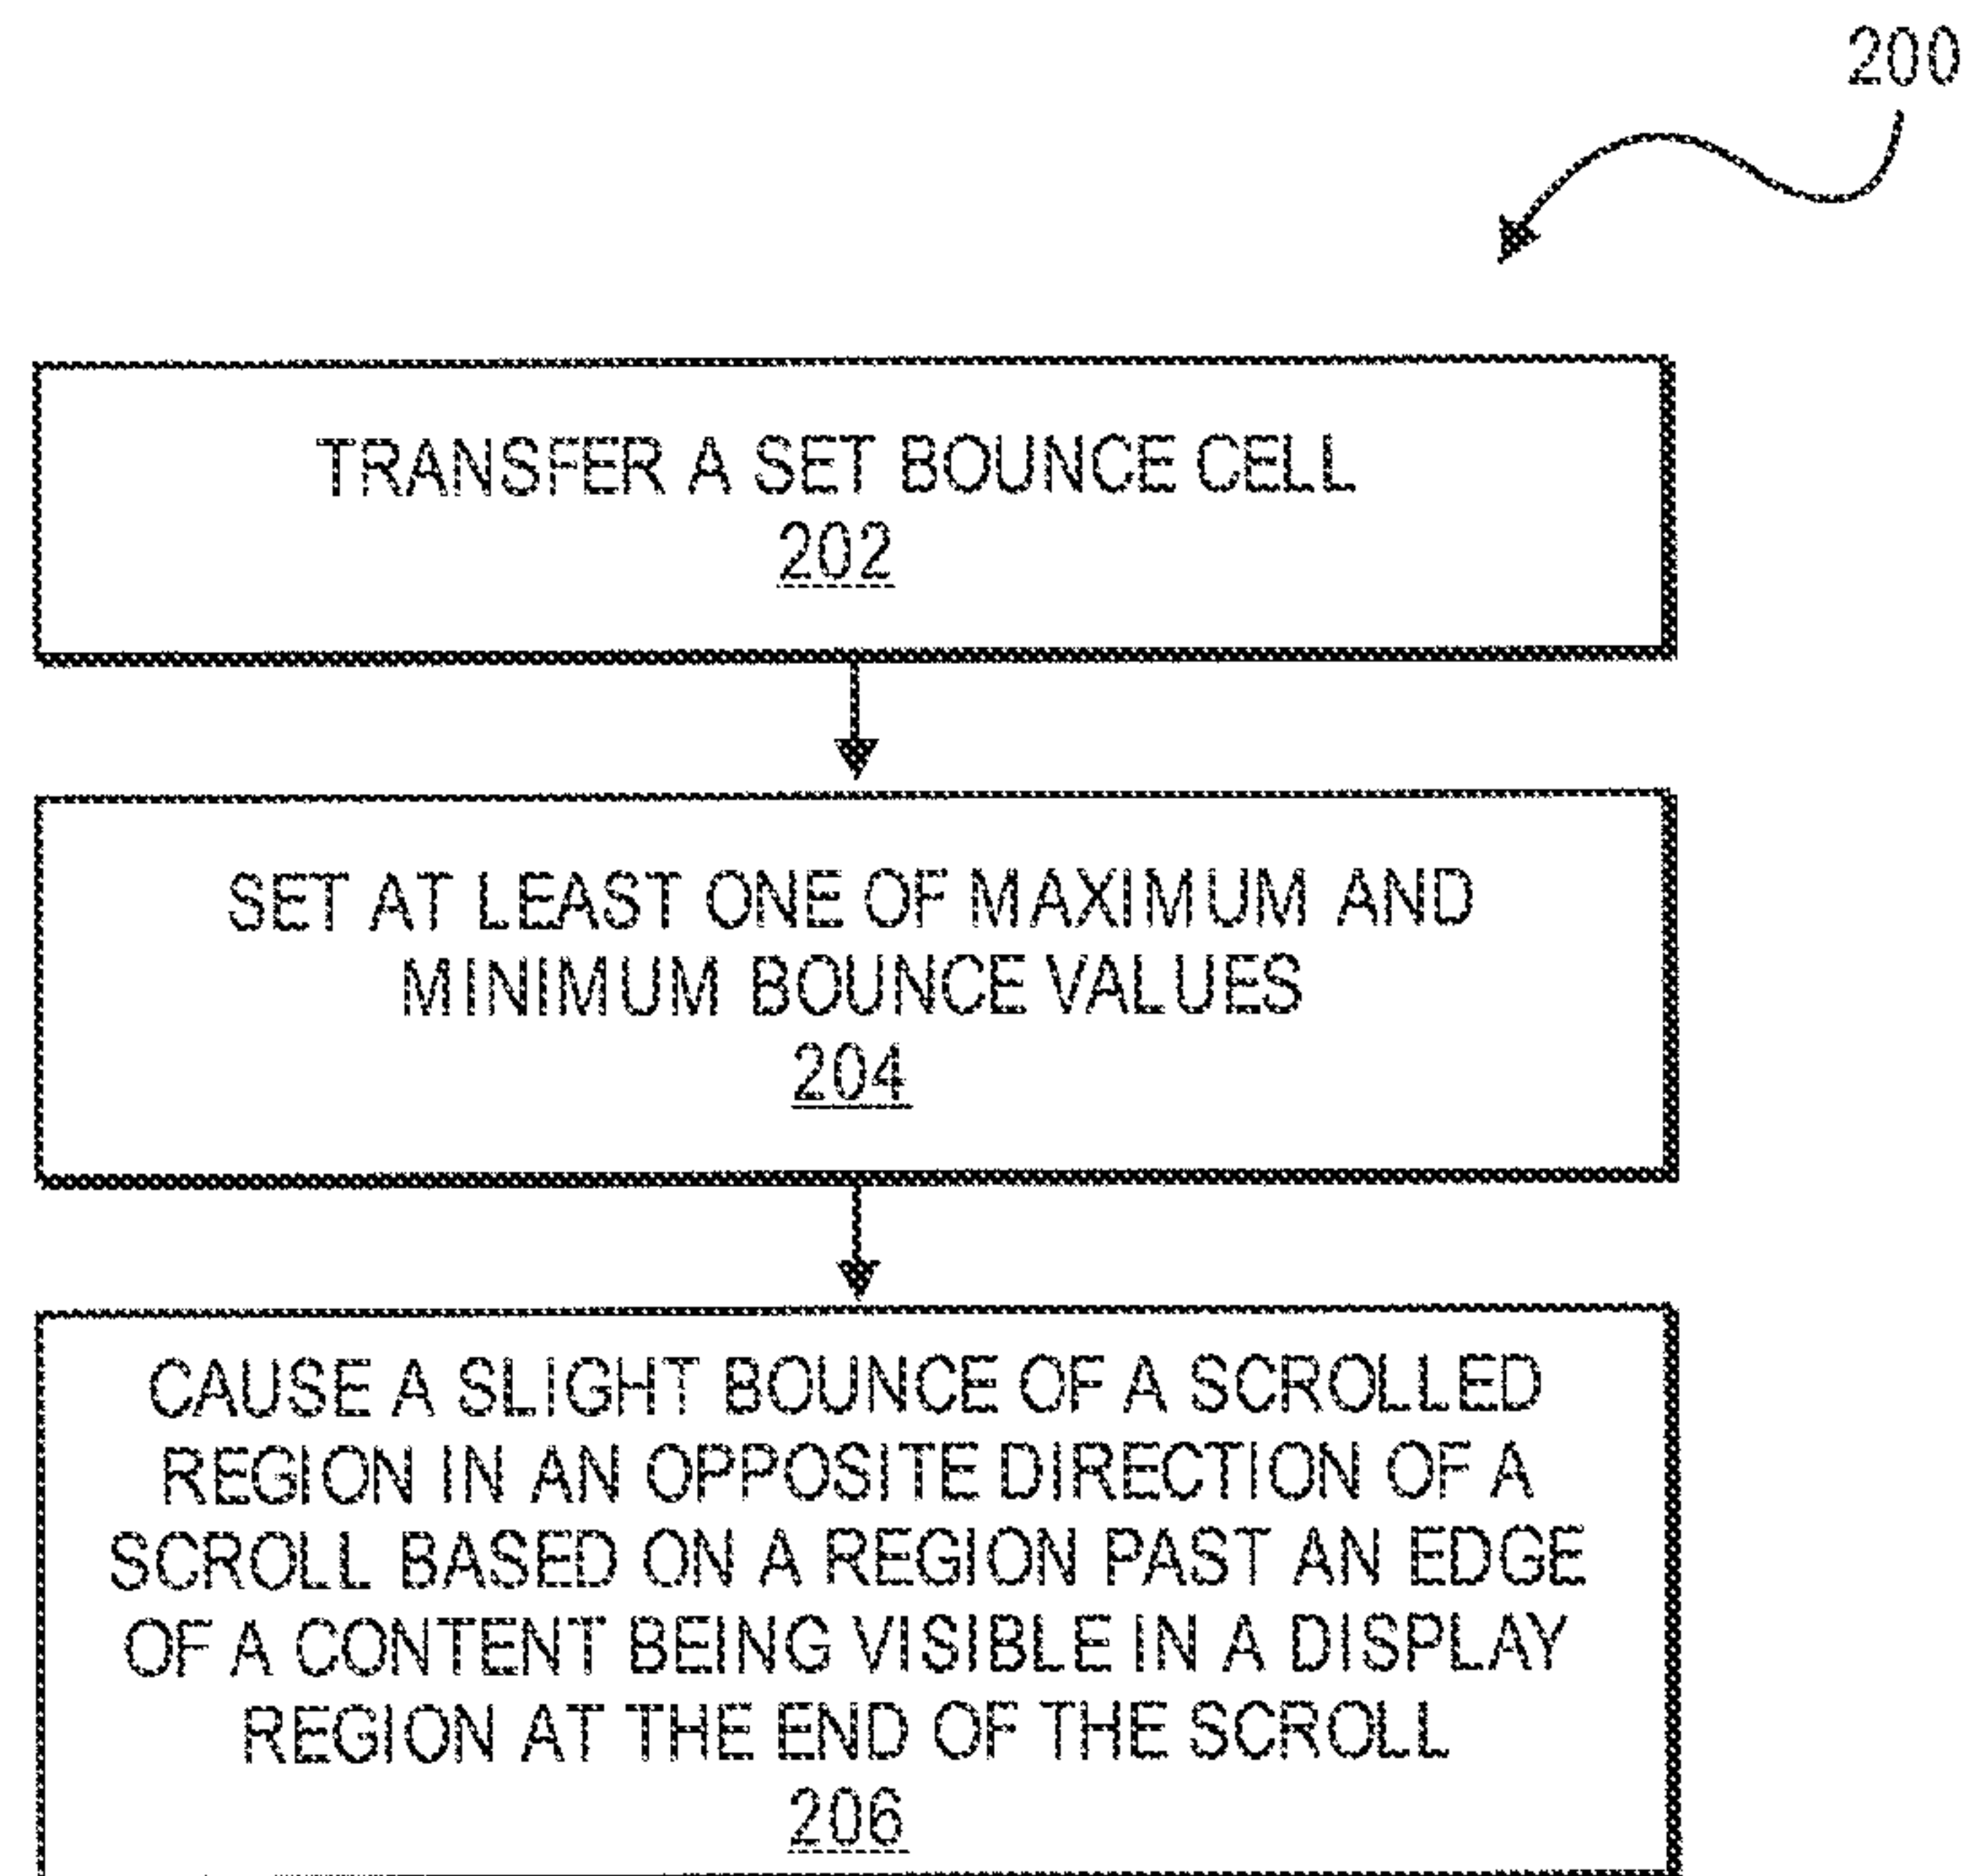 200
TRANSFER A SET BOUNCE CELL
202
SET AT LEAST ONE OF MAXIMUM AND
MINIMUM BOUNCE VALUES
204
CAUSE A SLIGHT BOUNCE OF A SCROLLED
REGION IN AN OPPOSITE DIRECTION OF A
SCROLL BASED ON A REGION PAST AN EDGE
OF A CONTENT BEING VISIBLE IN A DISPLAY
REGION AT THE END OF THE SCROLL
206